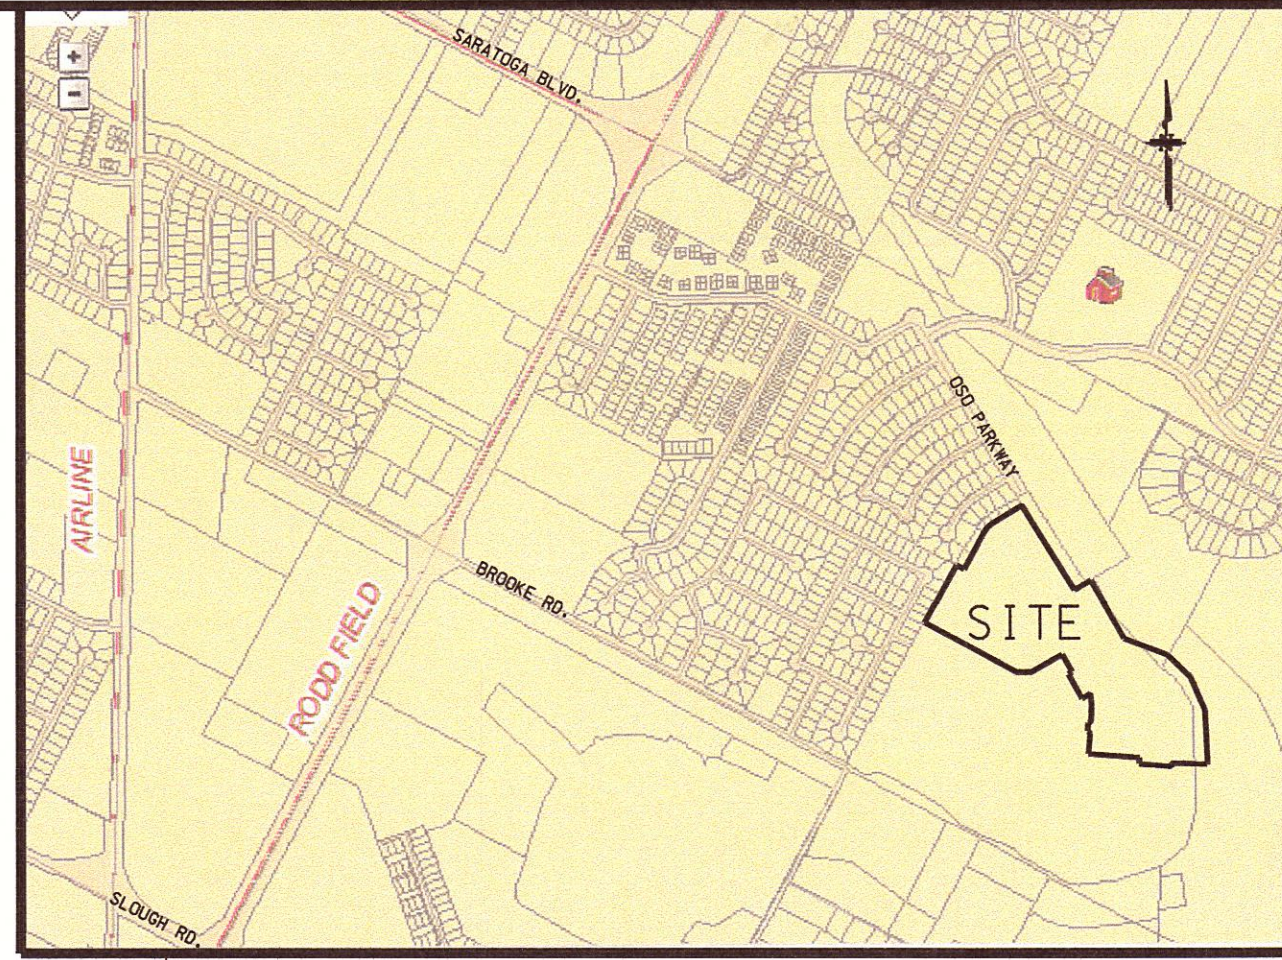 +
-
SARATOGA BLVD.
N
OSO PARKWAY
AIRLINE
BROOKE RD.
RODD FIELD
SITE
SLOUGH RD.